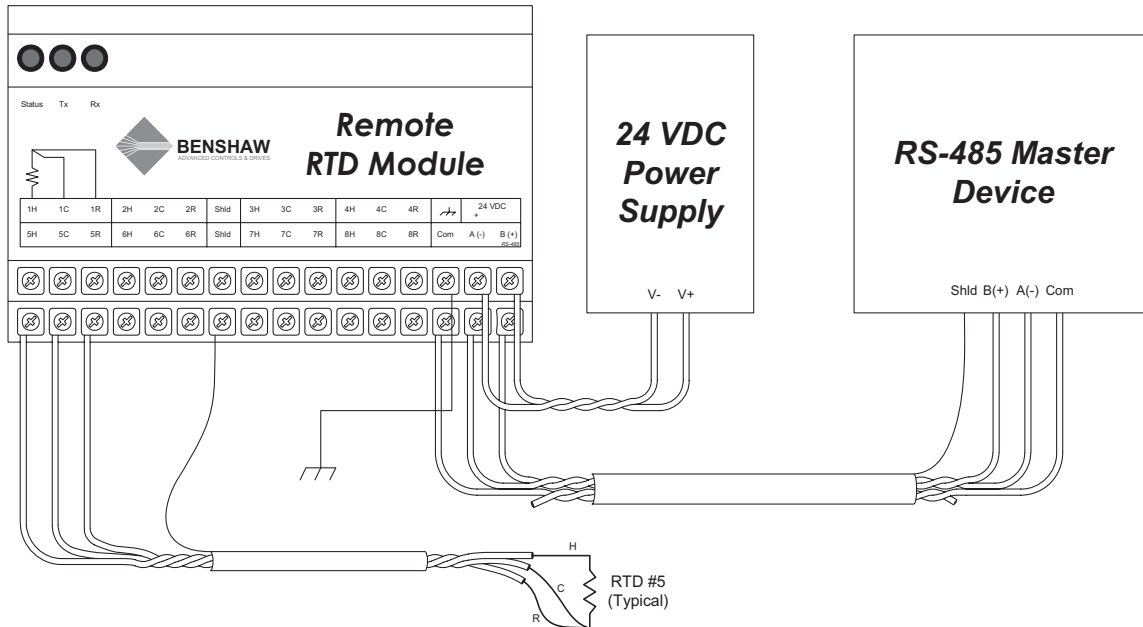 Status Tx Rx
BENSHAW
ADVANCED CONTROLS & DRIVES
Remote
RTD Module
1H 1C 1R 2H 2C 2R Shld 3H 3C 3R 4H 4C 4R 24 VDC
+
5H 5C 5R 6H 6C 6R Shld 7H 7C 7R 8H 8C 8R Com A (-) B (+)
RS-485
24 VDC
Power
Supply
V- V+
RS-485 Master
Device
Shld B(+) A(-) Com
H
C
R
RTD #5
(Typical)